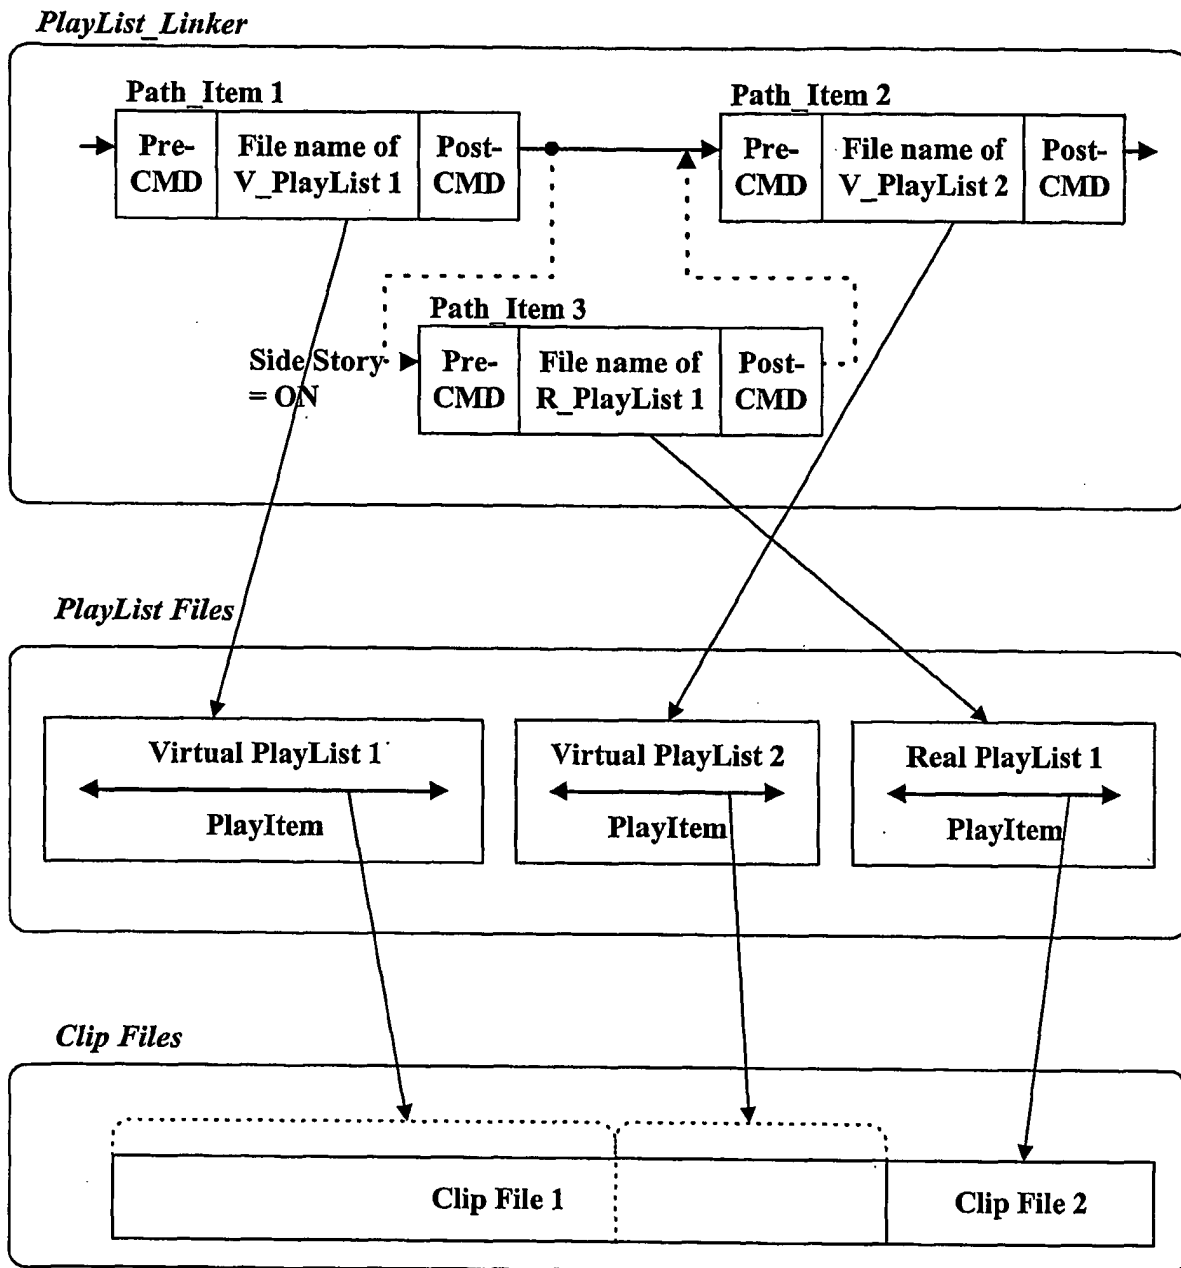 PlayList_Linker
Path_Item 1
Pre-
CMD
File name of
V_PlayList 1
Post-
CMD
Path_Item 2
Pre-
CMD
File name of
V_PlayList 2
Post-
CMD
Side Story
= ON
Path_Item 3
Pre-
CMD
File name of
R_PlayList 1
Post-
CMD
PlayList Files
Virtual PlayList 1
PlayItem
Virtual PlayList 2
PlayItem
Real PlayList 1
PlayItem
Clip Files
Clip File 1
Clip File 2